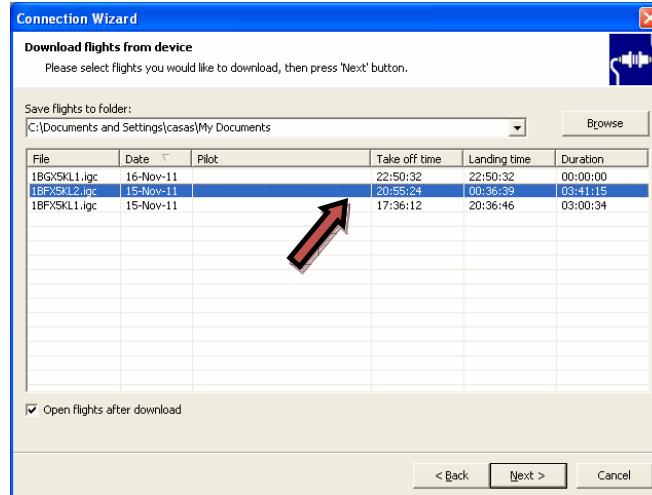 Connection Wizard
Download flights from device
Please select flights you would like to download, then press 'Next' button.
Save flights to folder:
C:\Documents and Settings\casas\My Documents
Browse
File Date Pilot Take off time Landing time Duration
1BGX5KL1.igc 16-Nov-11 22:50:32 22:50:32 00:00:00
1BFX5KL2.igc 15-Nov-11 20:55:24 00:36:39 03:41:15
1BFX5KL1.igc 15-Nov-11 17:36:12 20:36:46 03:00:34
Open flights after download
< Back Next > Cancel